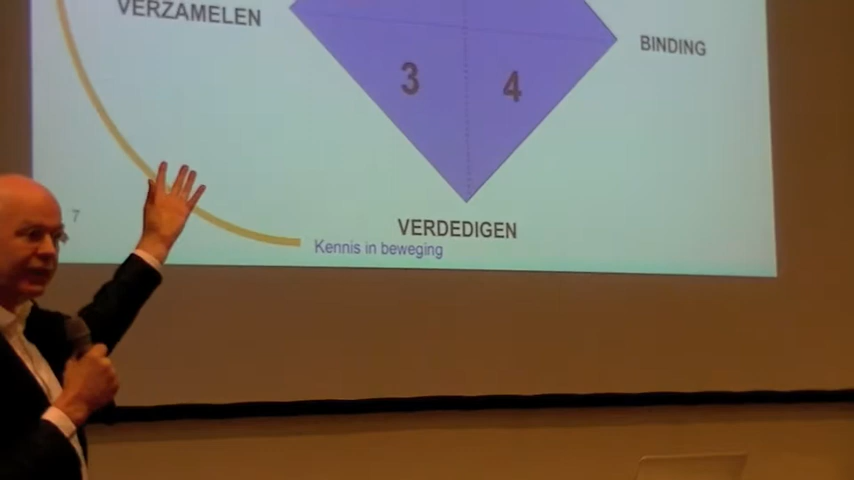 VERZAMELEN
BINDING
3
4
7
VERDEDIGEN
Kennis in beweging